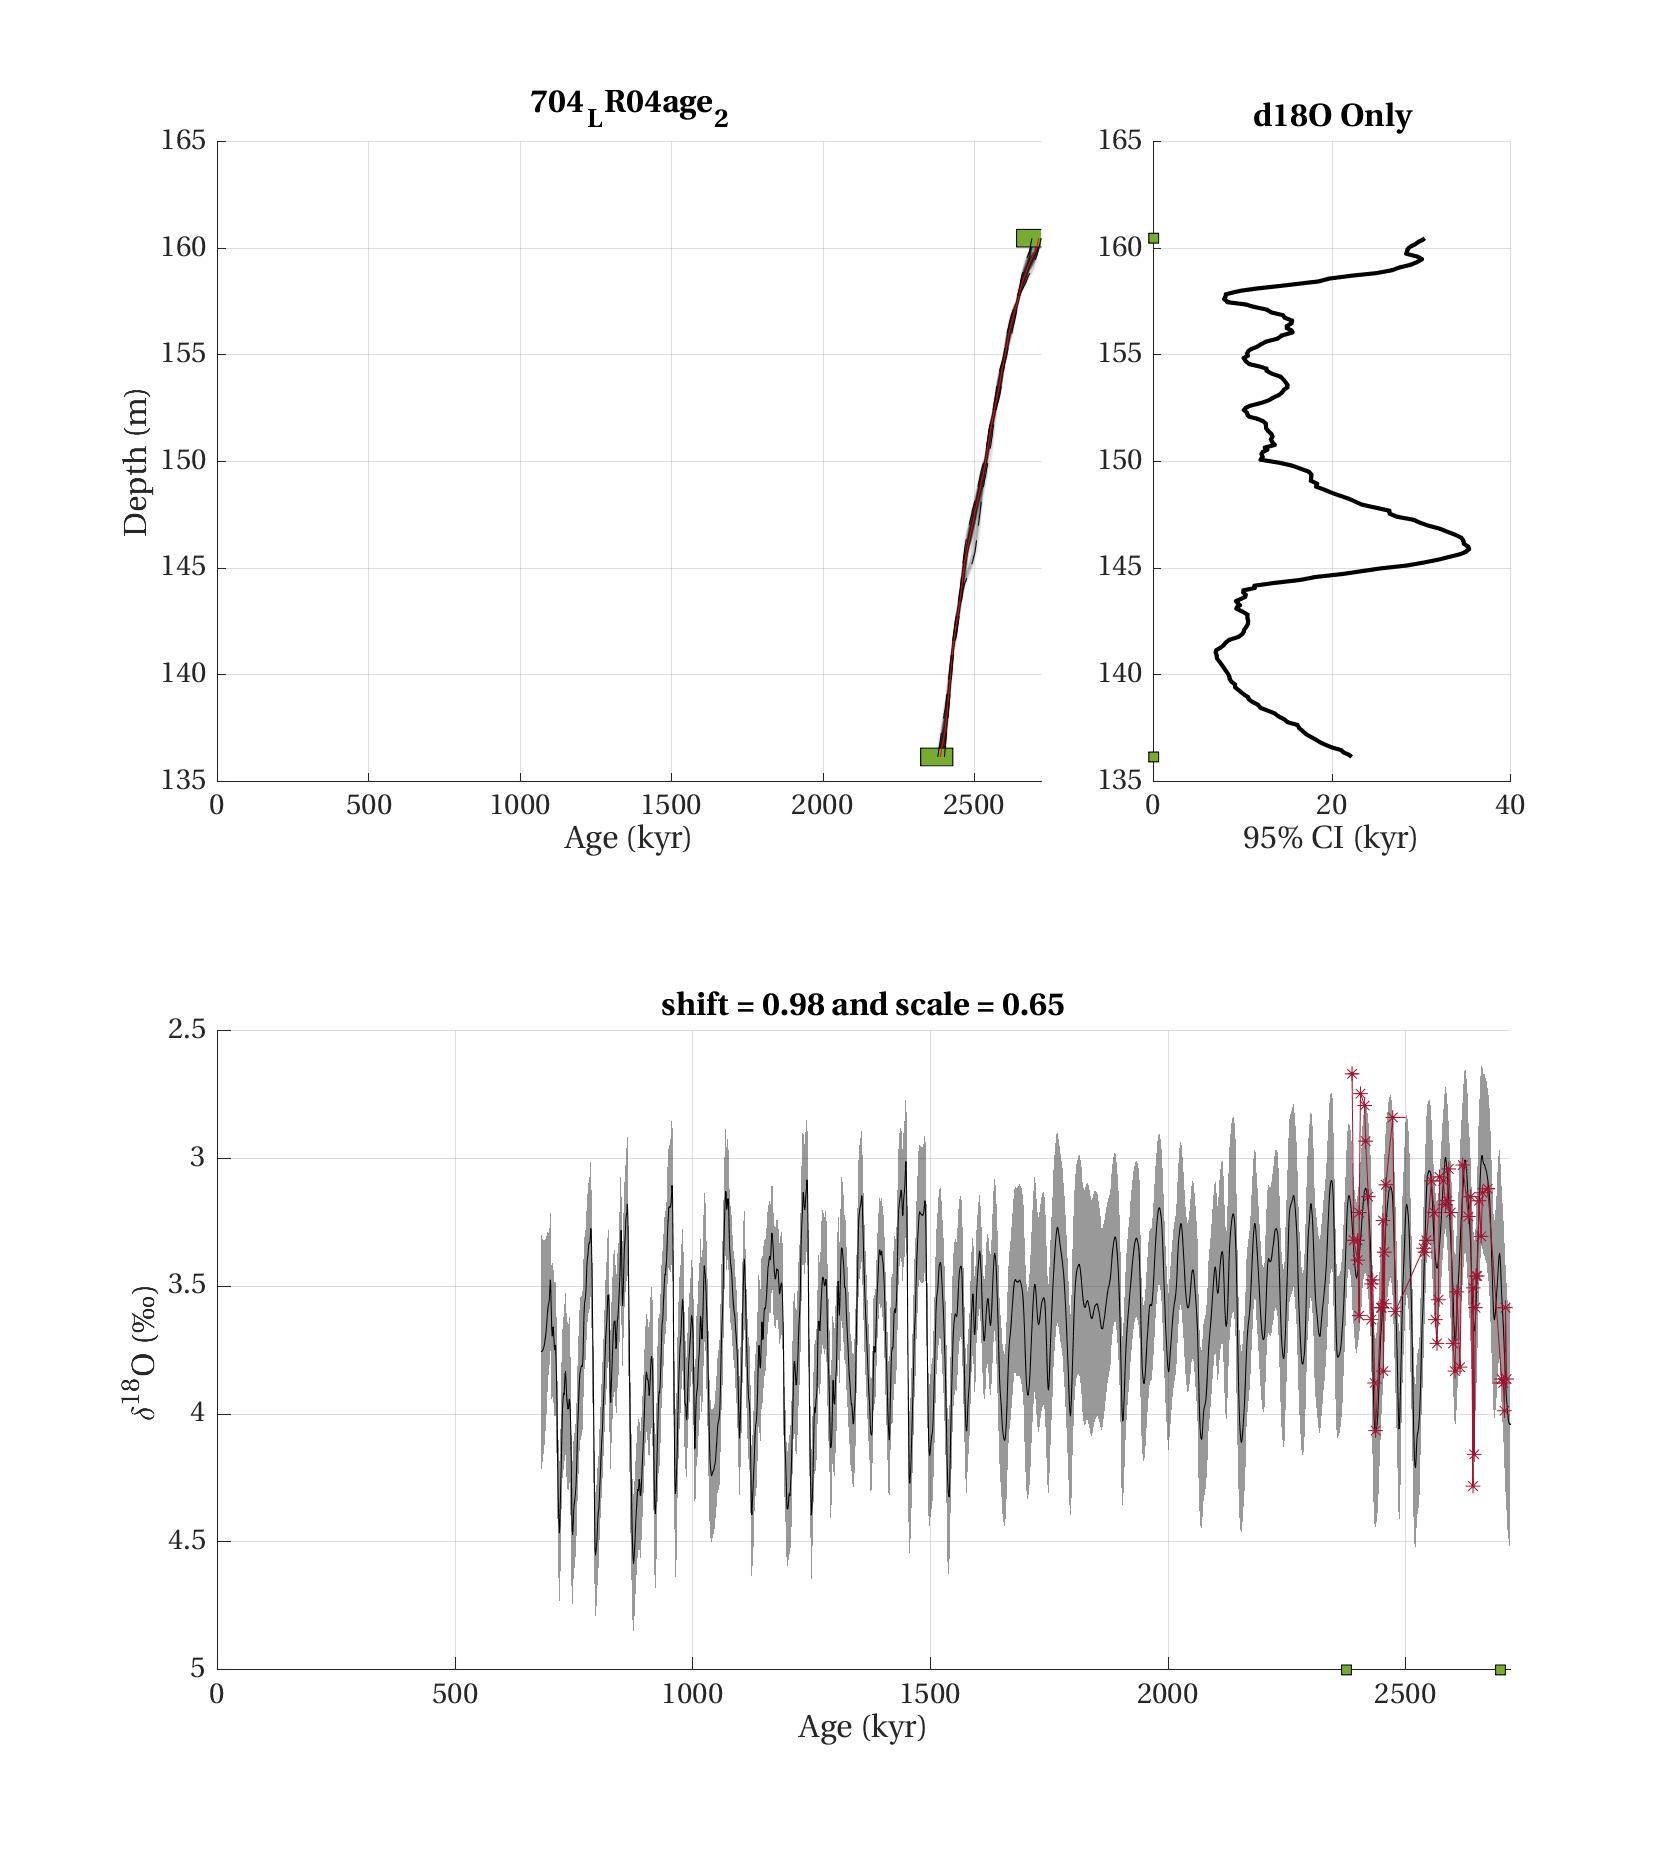 704_LR04age_2
d18O Only
165
160
155
150
145
140
135
Depth (m)
0 500 1000 1500 2000 2500
Age (kyr)
165
160
155
150
145
140
135
0 20 40
95% CI (kyr)
shift = 0.98 and scale = 0.65
2.5
3
3.5
4
4.5
5
δ¹⁸O (‰)
0 500 1000 1500 2000 2500
Age (kyr)